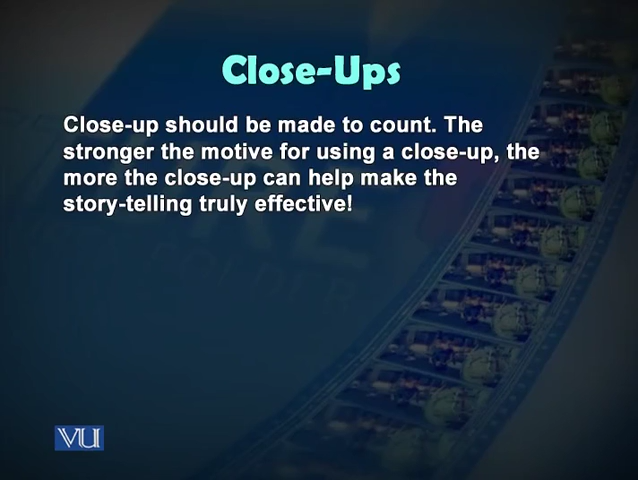 Close-Ups
Close-up should be made to count. The
stronger the motive for using a close-up, the
more the close-up can help make the
story-telling truly effective!
VU